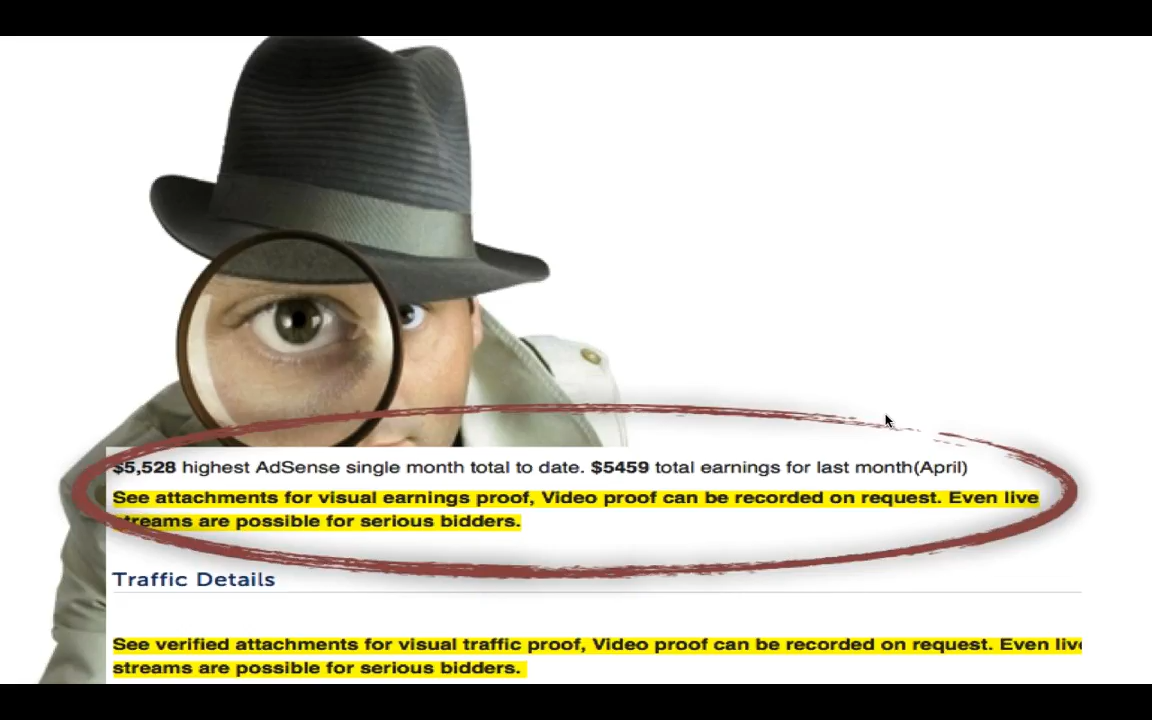 $5,528 highest AdSense single month total to date. $5459 total earnings for last month(April)
See attachments for visual earnings proof, Video proof can be recorded on request. Even live
streams are possible for serious bidders.
Traffic Details
See verified attachments for visual traffic proof, Video proof can be recorded on request. Even live
streams are possible for serious bidders.